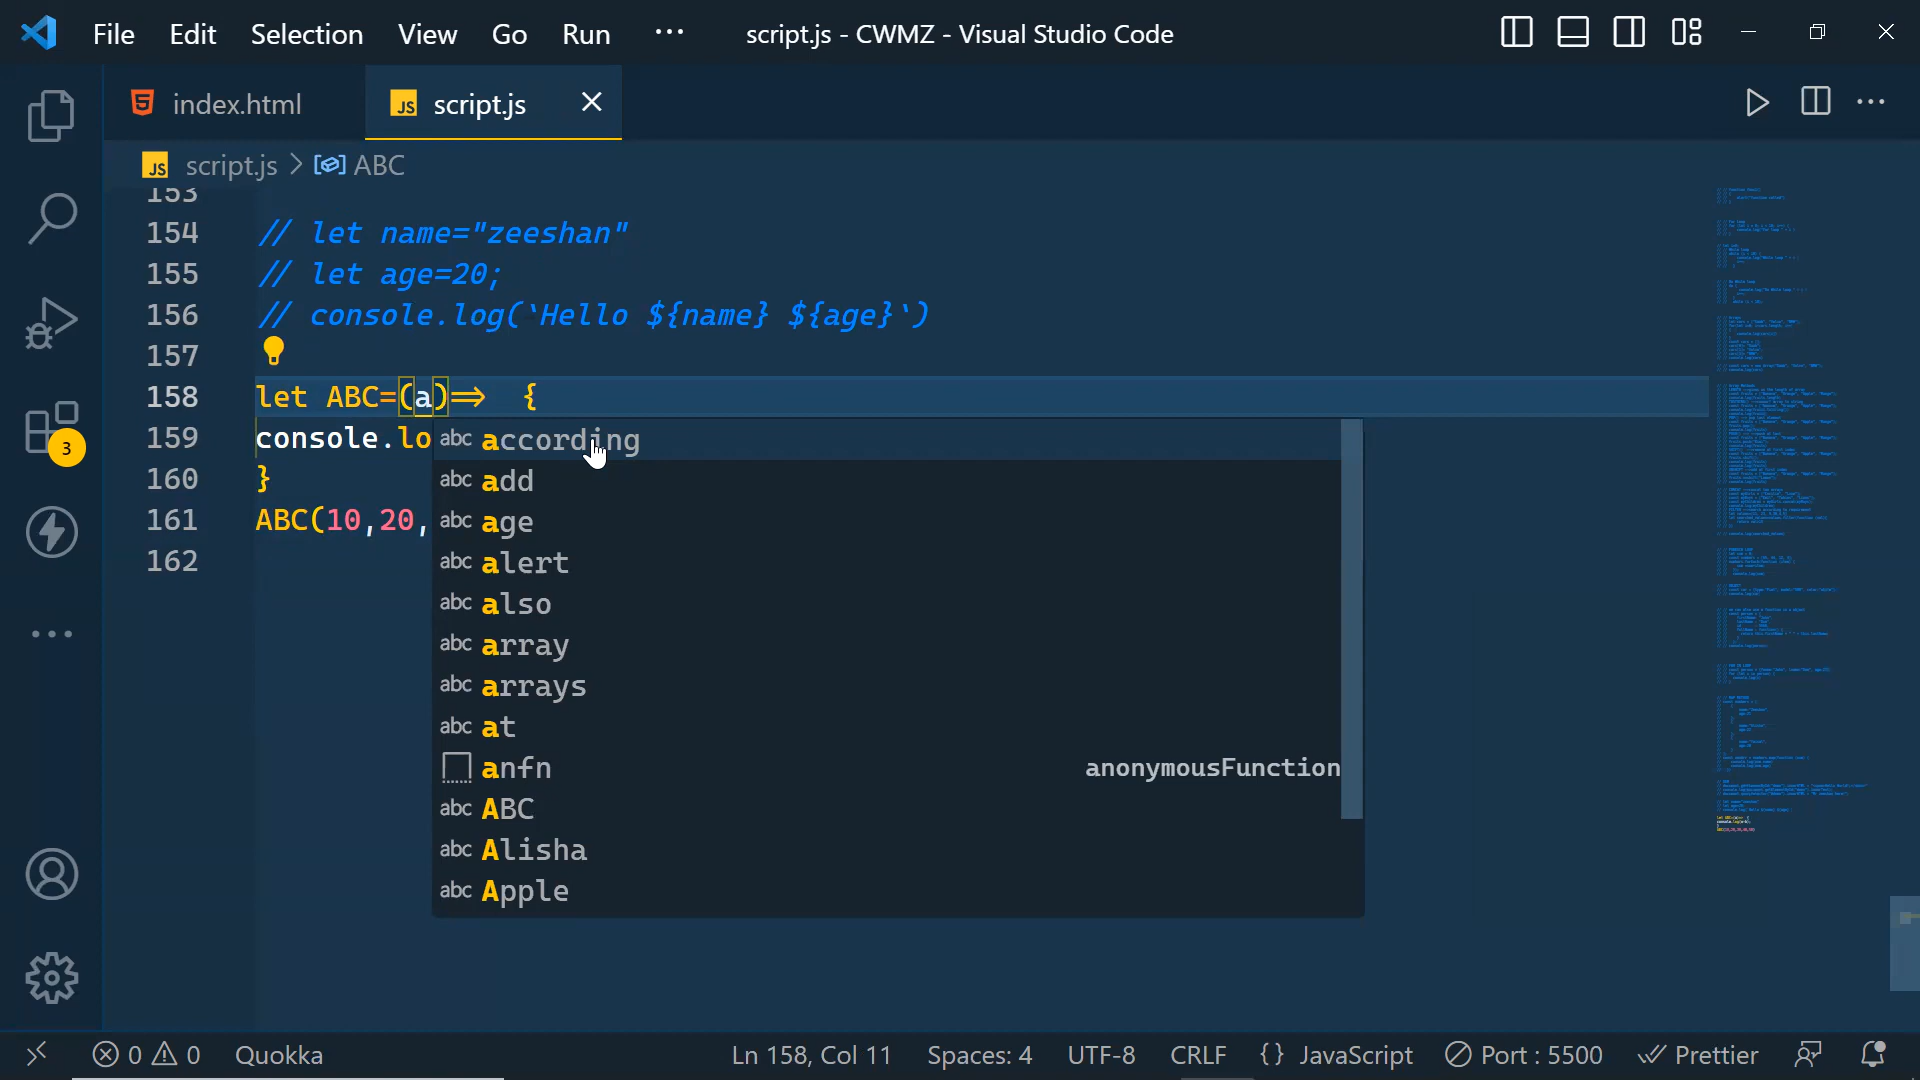 File Edit Selection View Go Run ··· script.js - CWMZ - Visual Studio Code
index.html JS script.js
JS script.js > ABC
153
154 // let name="zeeshan"
155 // let age=20;
156 // console.log(`Hello ${name} ${age}`)
157
158 let ABC=(a)=> {
159 console.lo
160 }
161 ABC(10,20,
162
abc according
abc add
abc age
abc alert
abc also
abc array
abc arrays
abc at
anfn anonymousFunction
abc ABC
abc Alisha
abc Apple
3
0 0 Quokka Ln 158, Col 11 Spaces: 4 UTF-8 CRLF {} JavaScript Port : 5500 Prettier